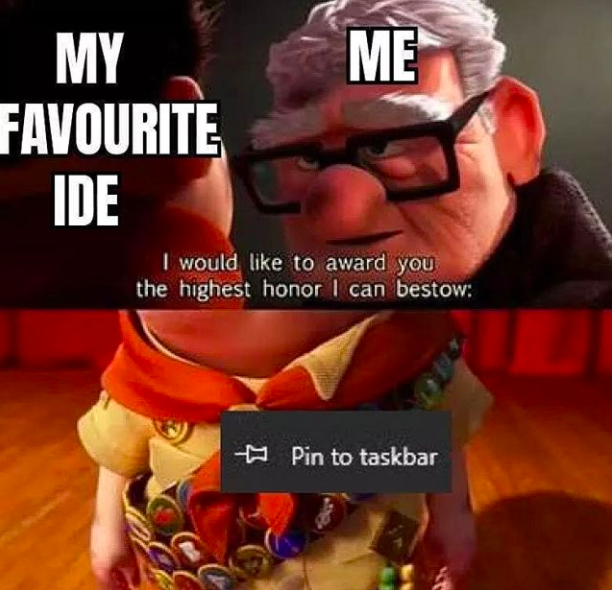 MY
FAVOURITE
IDE
ME
I would like to award you
the highest honor I can bestow:
Pin to taskbar